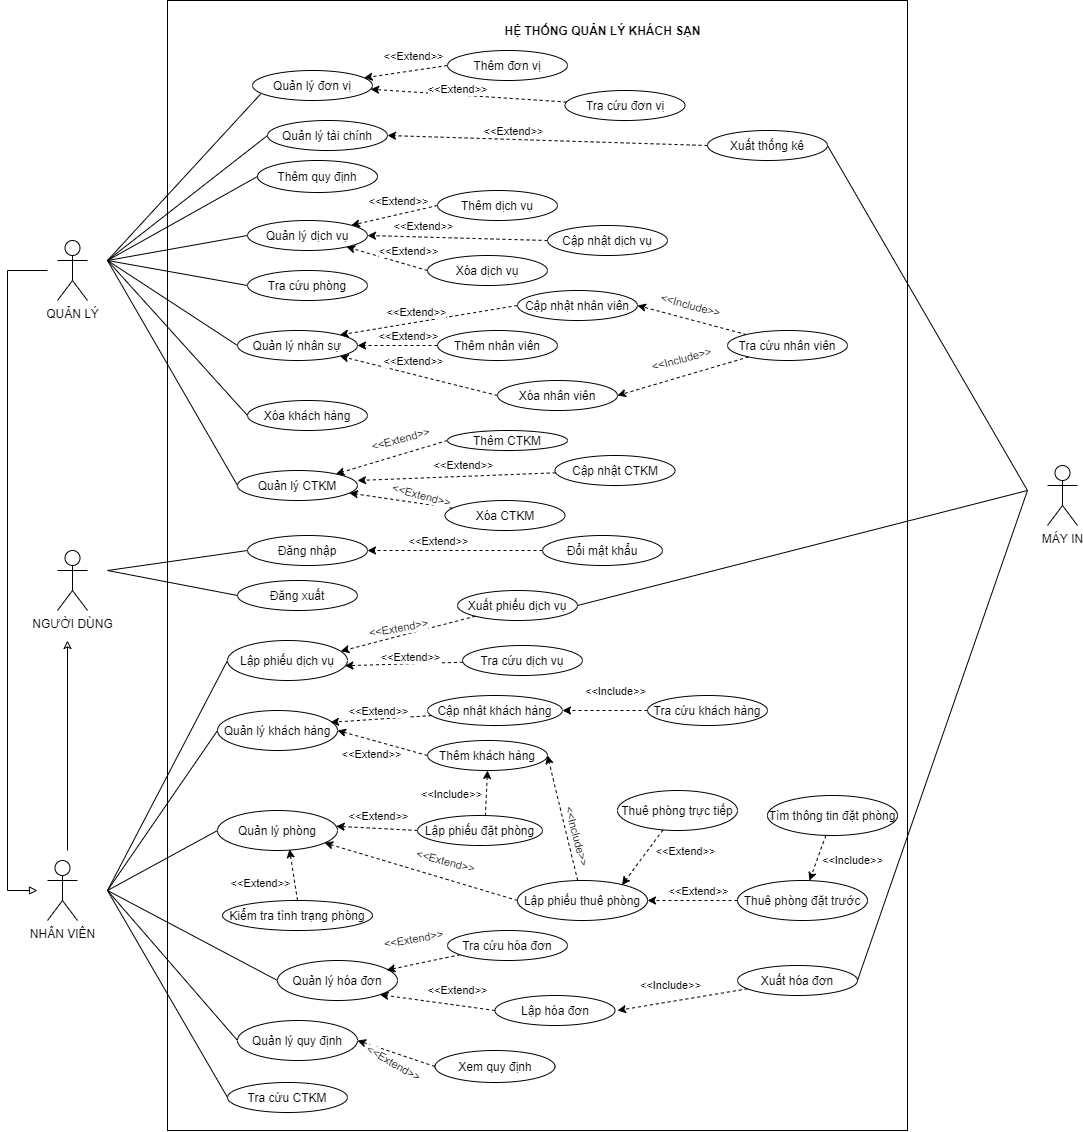 HỆ THỐNG QUẢN LÝ KHÁCH SẠN
<<Extend>>
Thêm đơn vị
Quản lý đơn vị
<<Extend>>
Tra cứu đơn vị
Quản lý tài chính
<<Extend>>
Xuất thống kê
Thêm quy định
<<Extend>>
Thêm dịch vụ
Quản lý dịch vụ
<<Extend>>
Cập nhật dịch vụ
<<Extend>>
Xóa dịch vụ
Tra cứu phòng
QUẢN LÝ
<<Extend>>
Cập nhật nhân viên
<<Include>>
Quản lý nhân sự
<<Extend>>
Thêm nhân viên
Tra cứu nhân viên
<<Extend>>
<<Include>>
Xóa nhân viên
Xóa khách hàng
<<Extend>>
Thêm CTKM
<<Extend>>
Cập nhật CTKM
Quản lý CTKM
<<Extend>>
Xóa CTKM
MÁY IN
Đăng nhập
<<Extend>>
Đổi mật khẩu
Đăng xuất
NGƯỜI DÙNG
Xuất phiếu dịch vụ
<<Extend>>
Lập phiếu dịch vụ
<<Extend>>
Tra cứu dịch vụ
<<Include>>
<<Extend>>
Cập nhật khách hàng
Tra cứu khách hàng
Quản lý khách hàng
<<Extend>>
Thêm khách hàng
<<Include>>
<<Extend>>
Quản lý phòng
Lập phiếu đặt phòng
<<Include>>
Thuê phòng trực tiếp
Tìm thông tin đặt phòng
<<Extend>>
<<Extend>>
<<Include>>
<<Extend>>
Lập phiếu thuê phòng
<<Extend>>
Thuê phòng đặt trước
Kiểm tra tình trạng phòng
NHÂN VIÊN
<<Extend>>
Tra cứu hóa đơn
Quản lý hóa đơn
<<Extend>>
Lập hóa đơn
<<Include>>
Xuất hóa đơn
Quản lý quy định
<<Extend>>
Xem quy định
Tra cứu CTKM